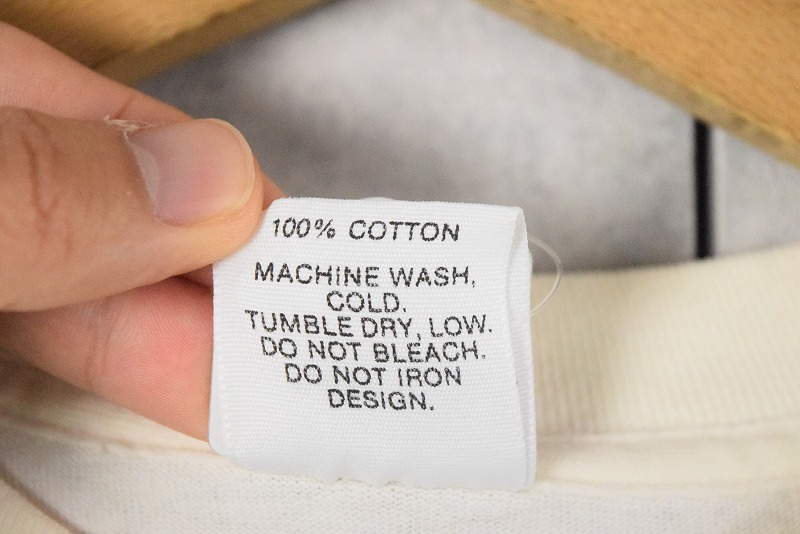 100% COTTON
MACHINE WASH,
COLD.
TUMBLE DRY, LOW.
DO NOT BLEACH.
DO NOT IRON
DESIGN.